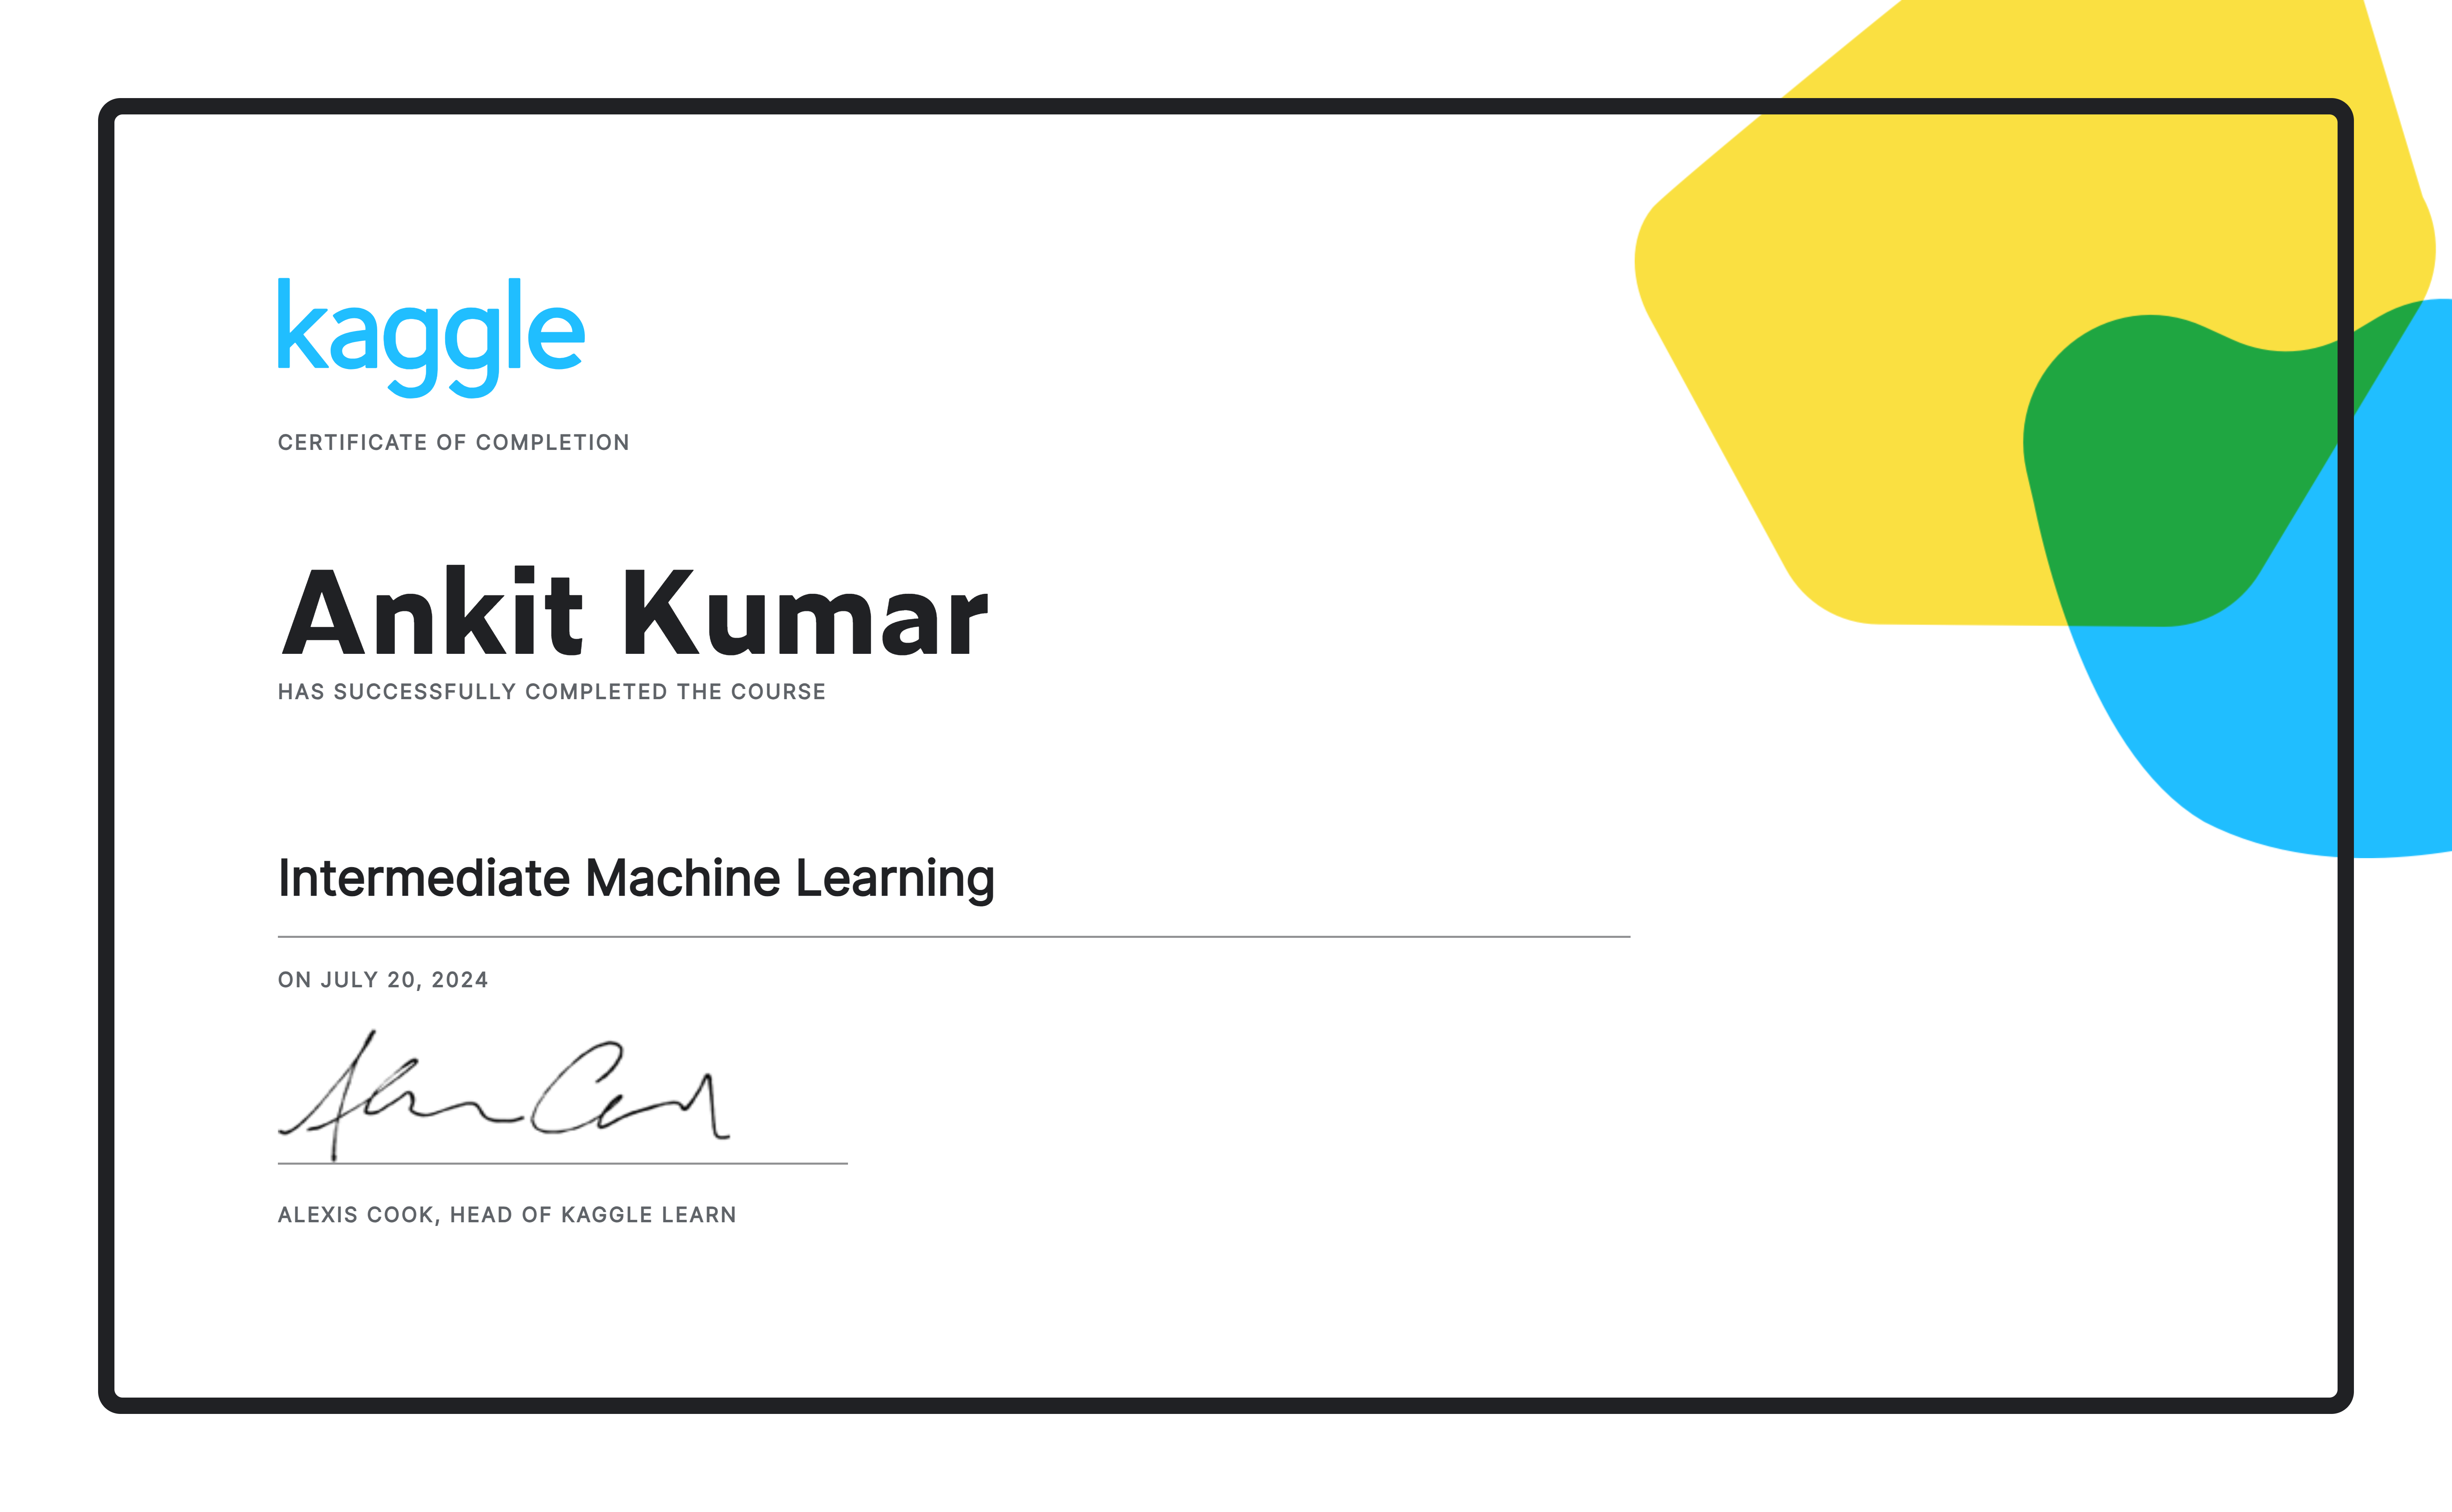 kaggle
CERTIFICATE OF COMPLETION
Ankit Kumar
HAS SUCCESSFULLY COMPLETED THE COURSE
Intermediate Machine Learning
ON JULY 20, 2024
ALEXIS COOK, HEAD OF KAGGLE LEARN